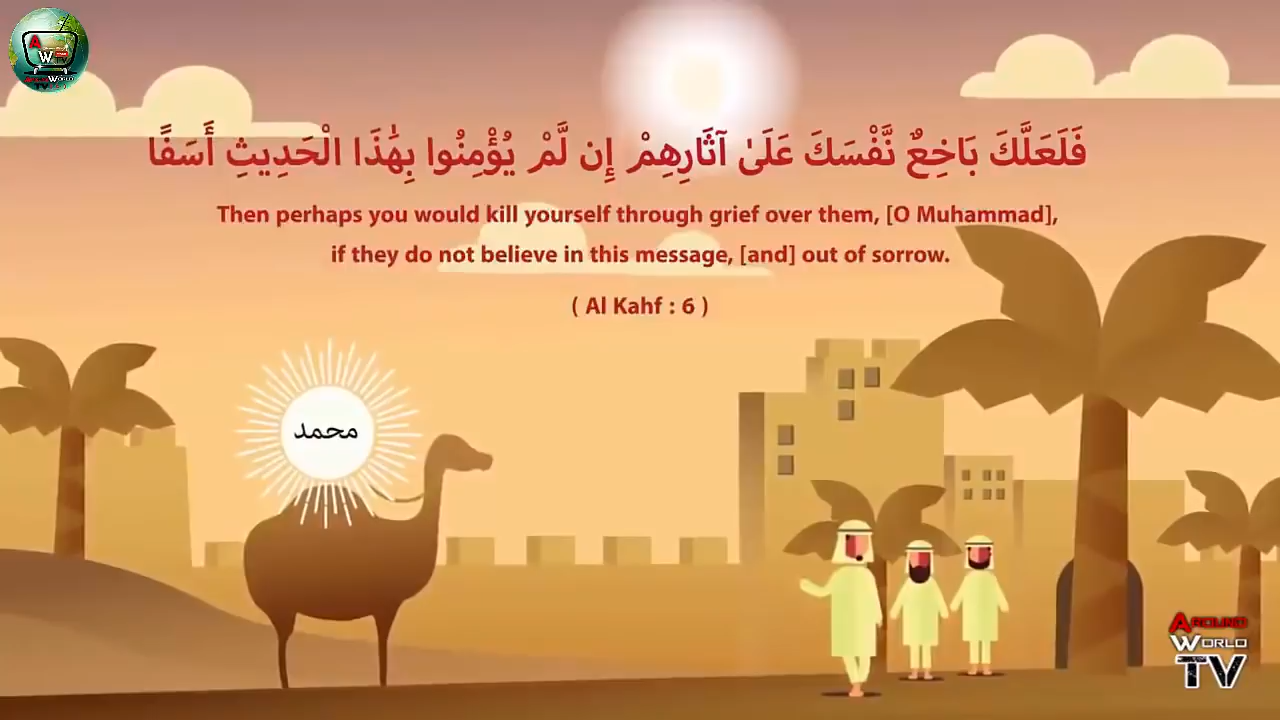 فَلَعَلَّكَ بَاخِعٌ نَّفْسَكَ عَلَىٰ آثَارِهِمْ إِن لَّمْ يُؤْمِنُوا بِهَٰذَا الْحَدِيثِ أَسَفًا
Then perhaps you would kill yourself through grief over them, [O Muhammad],
if they do not believe in this message, [and] out of sorrow.
( Al Kahf : 6 )
محمد
AROUND
WORLD
TV